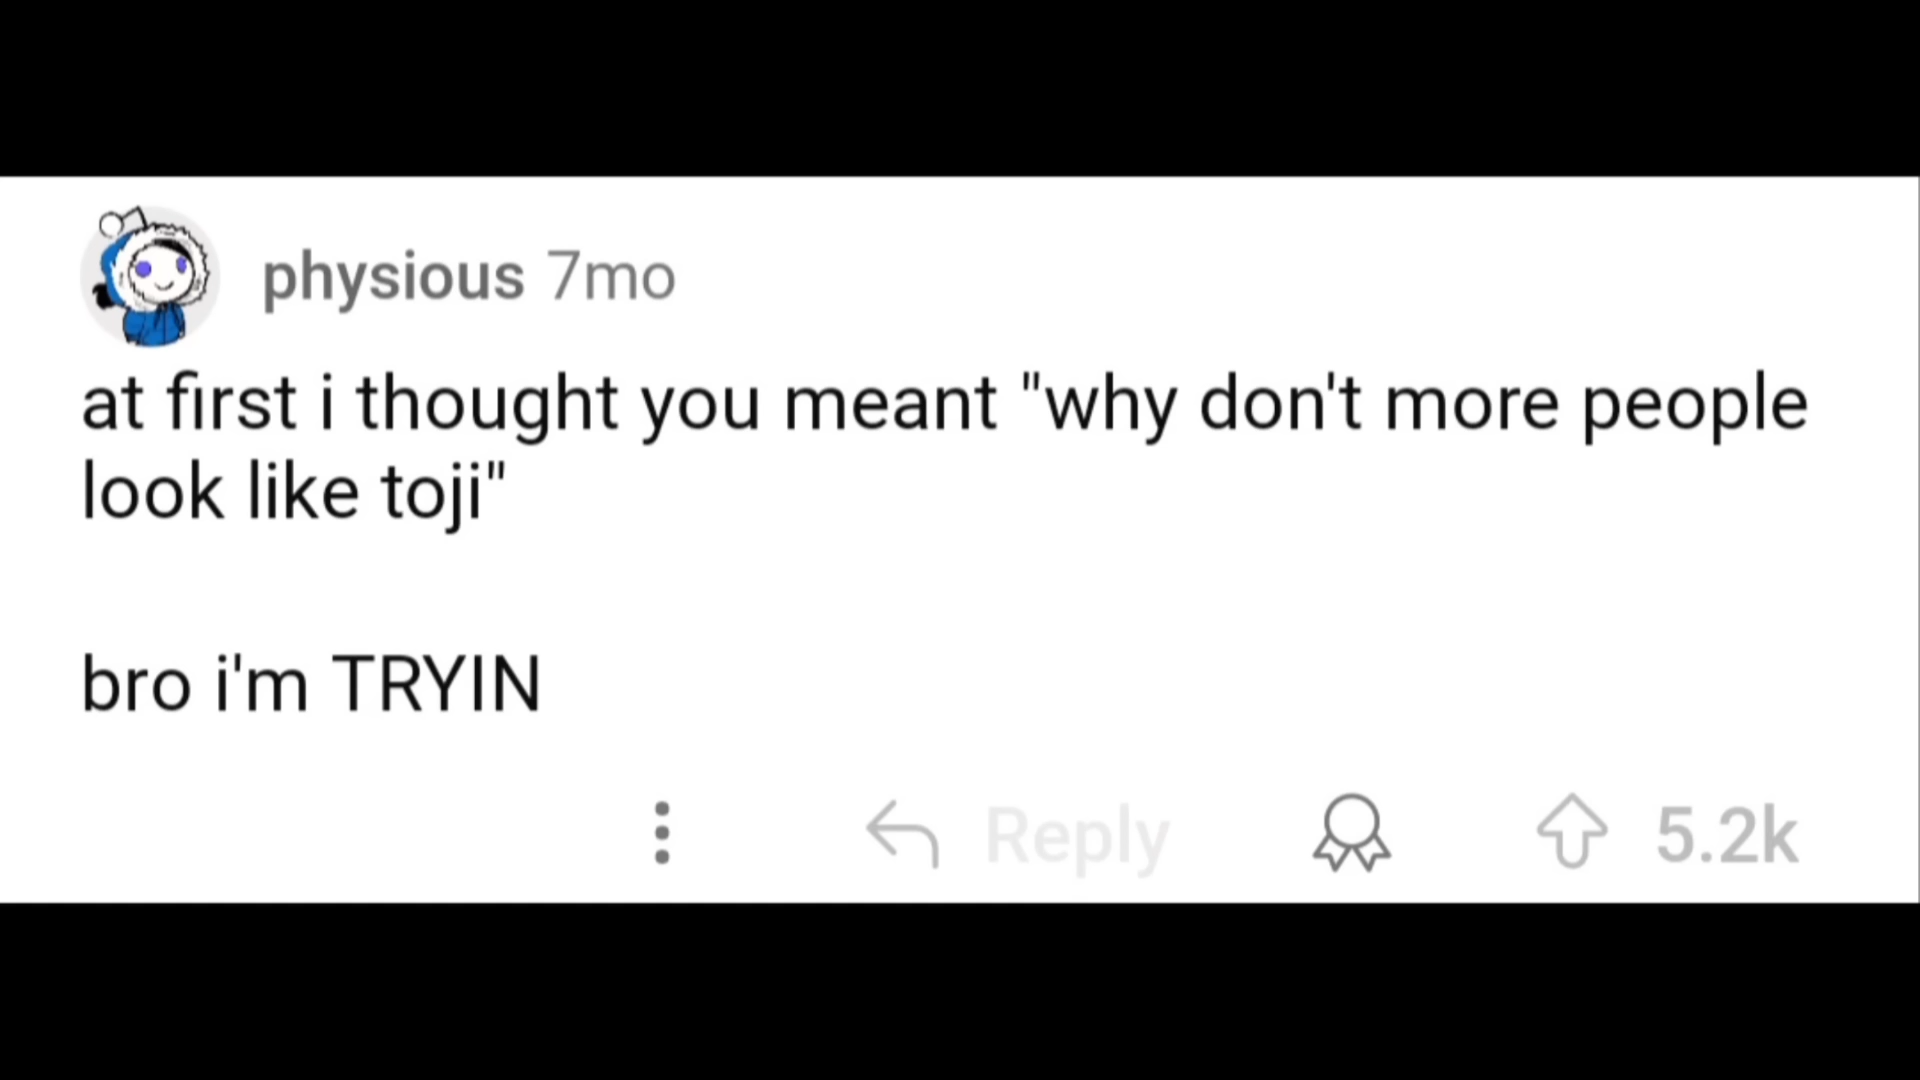 physious 7mo
at first i thought you meant "why don't more people
look like toji"
bro i'm TRYIN
Reply 5.2k